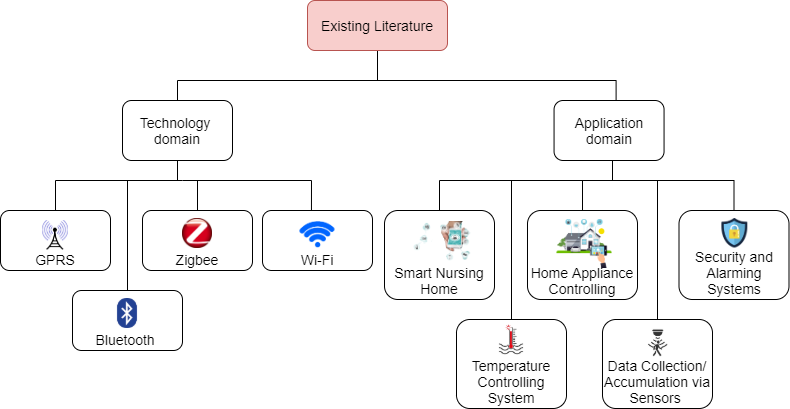 Existing Literature
Technology
domain
Application
domain
GPRS
Zigbee
Wi-Fi
Smart Nursing
Home
Home Appliance
Controlling
Security and
Alarming
Systems
Bluetooth
Temperature
Controlling
System
Data Collection/
Accumulation via
Sensors